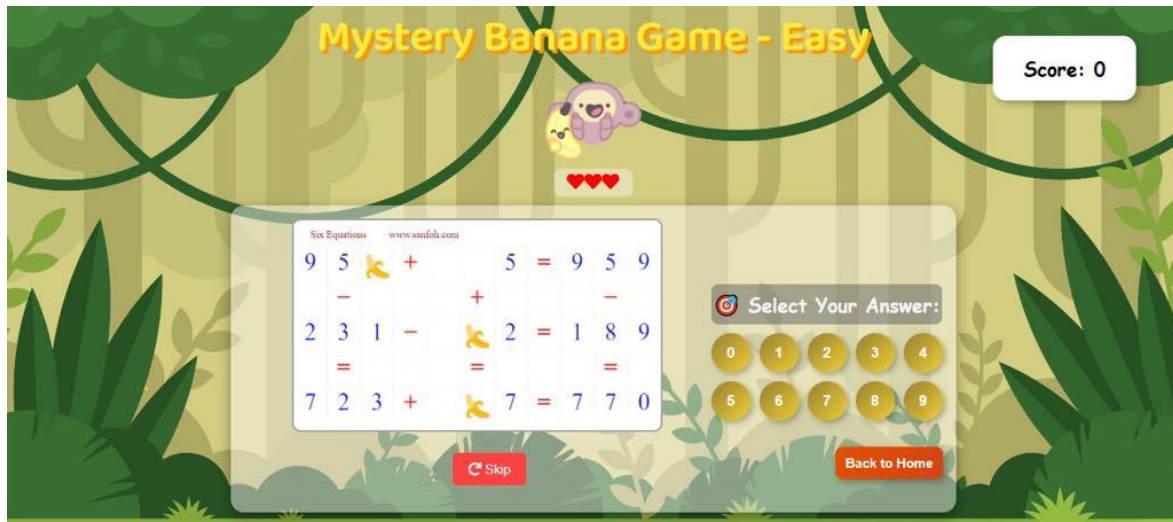 Mystery Banana Game - Easy
Score: 0
Six Equations www.sanfoh.com
9 5 + 5 = 9 5 9
- + -
2 3 1 - 2 = 1 8 9
= = =
7 2 3 + 7 = 7 7 0
Select Your Answer:
0 1 2 3 4
5 6 7 8 9
Skip
Back to Home